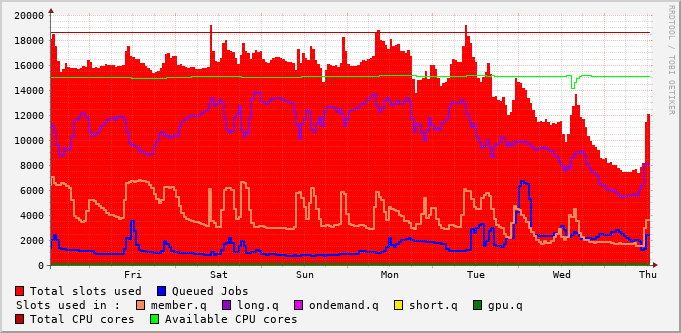 20000
18000
16000
14000
12000
10000
8000
6000
4000
2000
0
Fri Sat Sun Mon Tue Wed Thu
RRDTOOL / TOBI OETIKER
Total slots used Queued Jobs
Slots used in : member.q long.q ondemand.q short.q gpu.q
Total CPU cores Available CPU cores